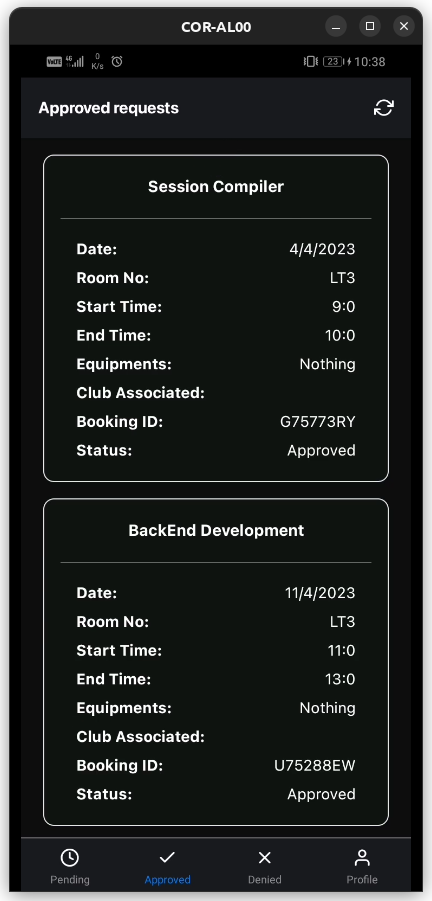 COR-AL00
VoLTE 4G 0 K/s 23 10:38
Approved requests
Session Compiler
Date: 4/4/2023
Room No: LT3
Start Time: 9:0
End Time: 10:0
Equipments: Nothing
Club Associated:
Booking ID: G75773RY
Status: Approved
BackEnd Development
Date: 11/4/2023
Room No: LT3
Start Time: 11:0
End Time: 13:0
Equipments: Nothing
Club Associated:
Booking ID: U75288EW
Status: Approved
Pending Approved Denied Profile